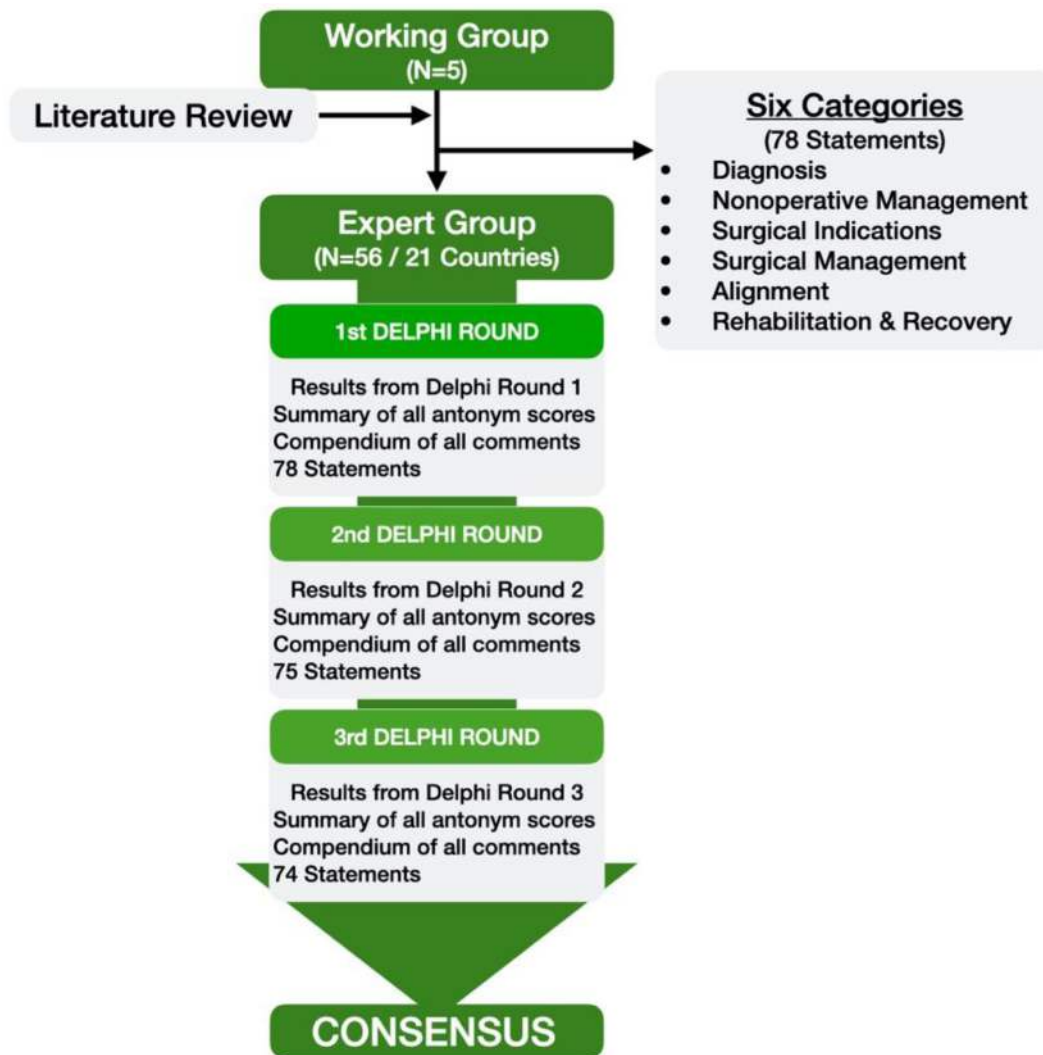 Working Group
(N=5)
Literature Review
Six Categories
(78 Statements)
• Diagnosis
• Nonoperative Management
• Surgical Indications
• Surgical Management
• Alignment
• Rehabilitation & Recovery
Expert Group
(N=56 / 21 Countries)
1st DELPHI ROUND
Results from Delphi Round 1
Summary of all antonym scores
Compendium of all comments
78 Statements
2nd DELPHI ROUND
Results from Delphi Round 2
Summary of all antonym scores
Compendium of all comments
75 Statements
3rd DELPHI ROUND
Results from Delphi Round 3
Summary of all antonym scores
Compendium of all comments
74 Statements
CONSENSUS